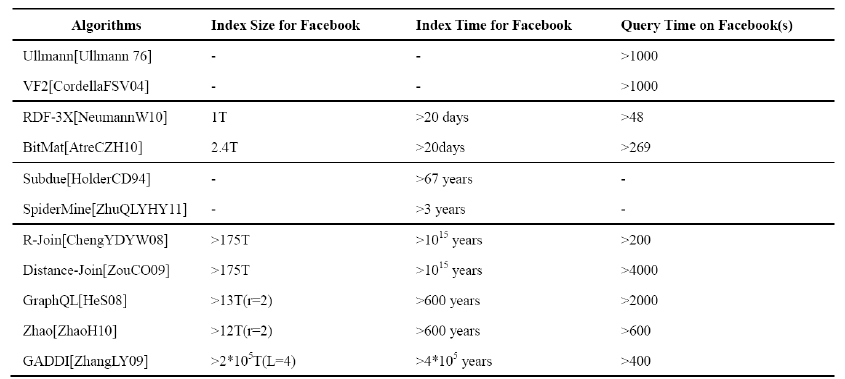 Algorithms Index Size for Facebook Index Time for Facebook Query Time on Facebook(s)
Ullmann[Ullmann 76] - - >1000
VF2[CordellaFSV04] - - >1000
RDF-3X[NeumannW10] 1T >20 days >48
BitMat[AtreCZH10] 2.4T >20days >269
Subdue[HolderCD94] - >67 years -
SpiderMine[ZhuQLYHY11] - >3 years -
R-Join[ChengYDYW08] >175T >10^15 years >200
Distance-Join[ZouCO09] >175T >10^15 years >4000
GraphQL[HeS08] >13T(r=2) >600 years >2000
Zhao[ZhaoH10] >12T(r=2) >600 years >600
GADDI[ZhangLY09] >2*10^5T(L=4) >4*10^5 years >400